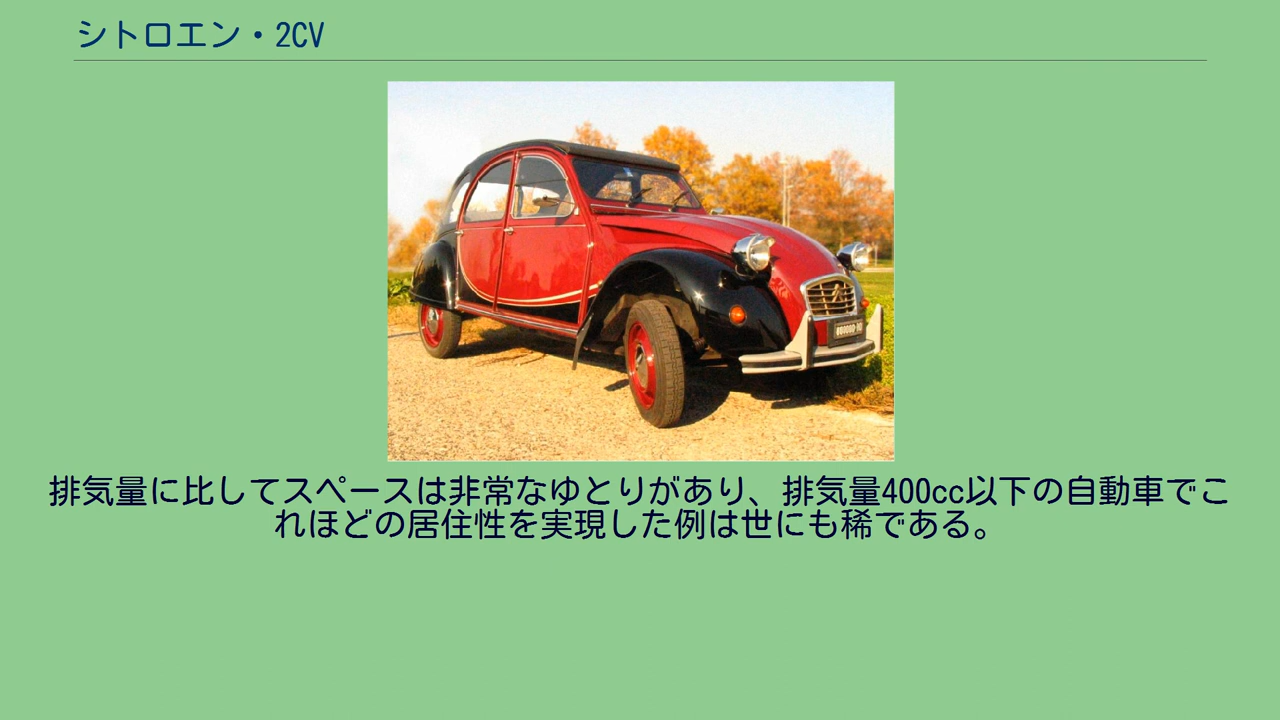 シトロエン・2CV
排気量に比してスペースは非常なゆとりがあり、排気量400cc以下の自動車でこ
れほどの居住性を実現した例は世にも稀である。